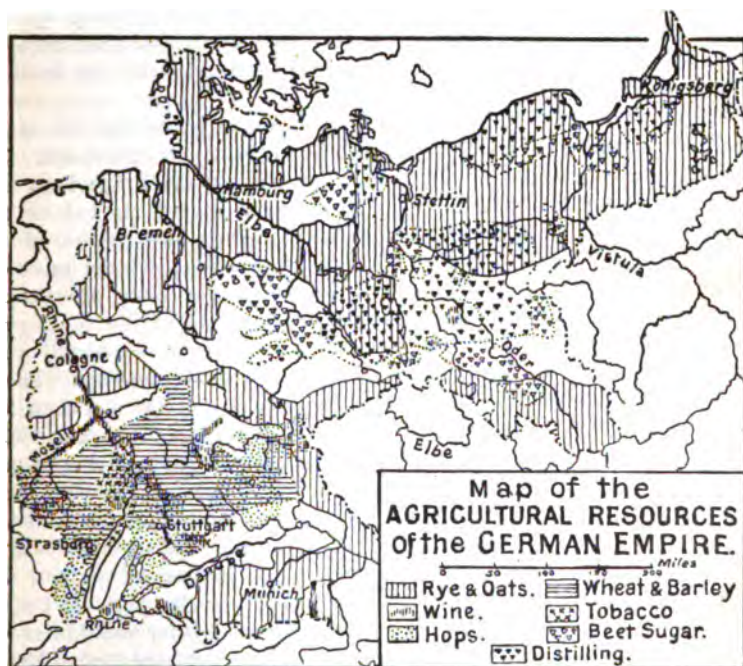 Königsberg
Hamburg
Stettin
Elbe
Bremen
Vistula
Rhine
Cologne
Oder
Moselle
Elbe
Stuttgart
Strasburg
Danube
Munich
Rhine
Map of the
AGRICULTURAL RESOURCES
of the GERMAN EMPIRE.
Miles
Rye & Oats. Wheat & Barley
Wine. Tobacco
Hops. Beet Sugar.
Distilling.